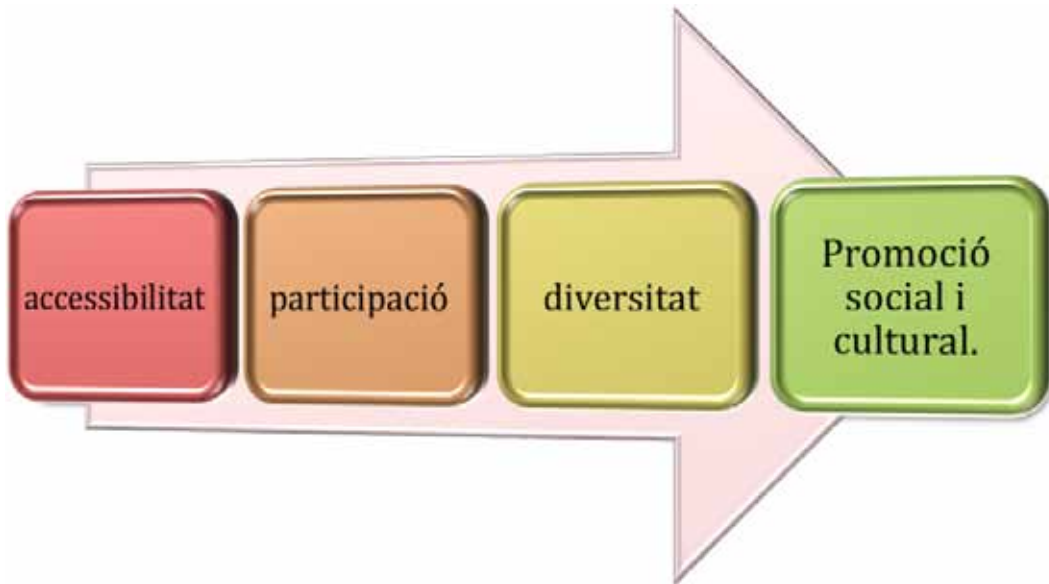 accessibilitat
participació
diversitat
Promoció
social i
cultural.